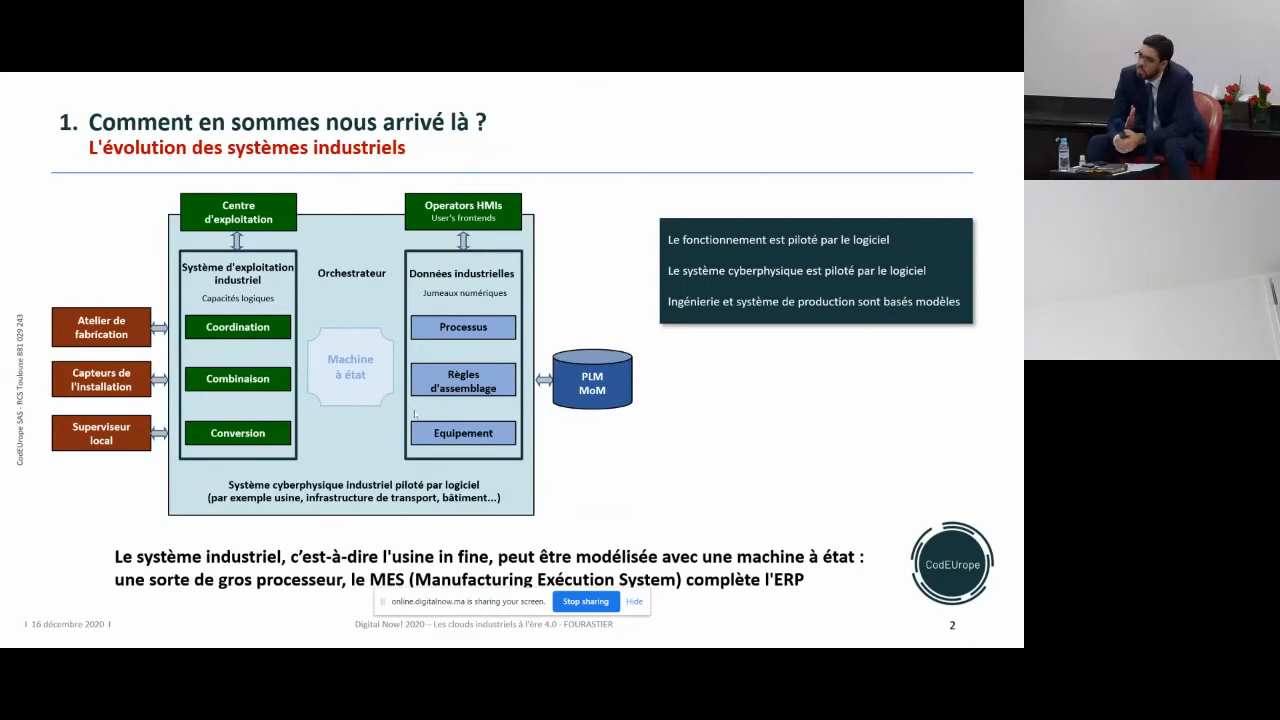 1. Comment en sommes nous arrivé là ?
L'évolution des systèmes industriels
Centre
d'exploitation
Operators HMIs
User's frontends
Système d'exploitation
industriel
Capacités logiques
Orchestrateur
Données industrielles
Jumeaux numériques
Atelier de
fabrication
Coordination
Processus
Capteurs de
l'installation
Combinaison
Machine
à état
Règles
d'assemblage
PLM
MoM
Superviseur
local
Conversion
Equipement
Système cyberphysique industriel piloté par logiciel
(par exemple usine, infrastructure de transport, bâtiment...)
Le fonctionnement est piloté par le logiciel
Le système cyberphysique est piloté par le logiciel
Ingénierie et système de production sont basés modèles
CodEUrope SAS - RCS Toulouse 881 029 243
Le système industriel, c’est-à-dire l'usine in fine, peut être modélisée avec une machine à état :
une sorte de gros processeur, le MES (Manufacturing Exécution System) complète l'ERP
CodEUrope
online.digitalnow.ma is sharing your screen. Stop sharing Hide
16 décembre 2020
Digital Now! 2020 – Les clouds industriels à l'ère 4.0 - FOURASTIER
2